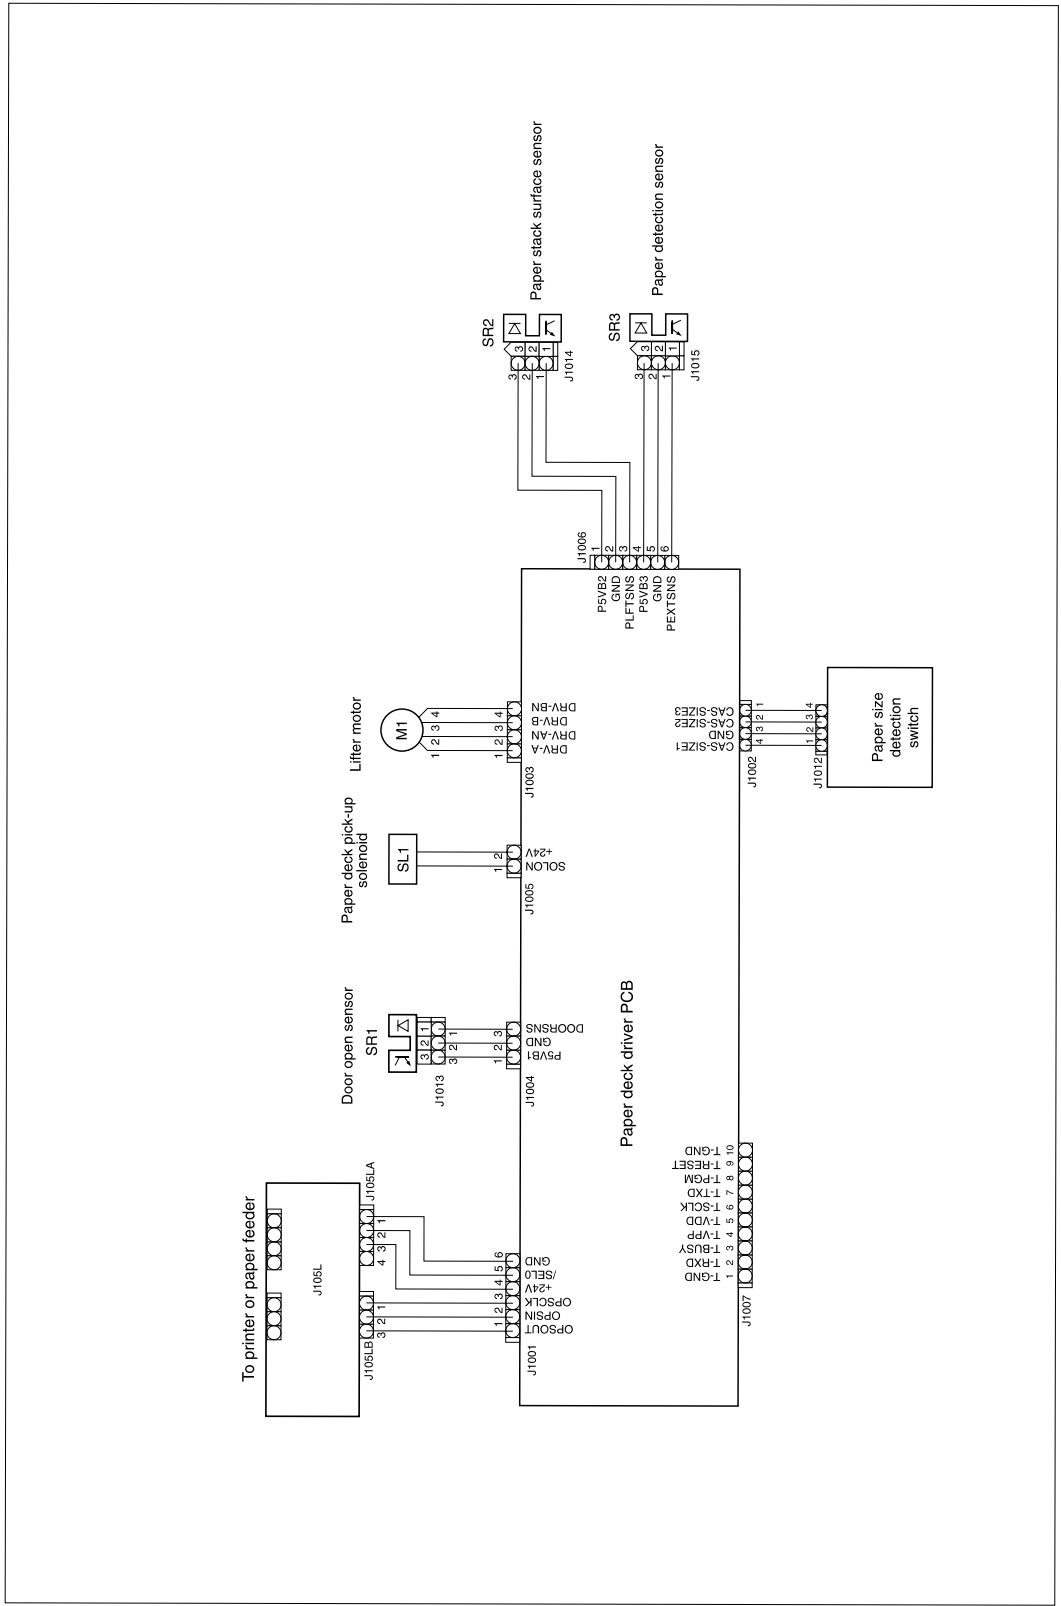 To printer or paper feeder
J105L
J105LA
1
2
3
4
J105LB
1
2
3
J1001
6
5
4
3
2
1
GND
/SEL0
+24V
OPSCLK
OPSIN
OPSOUT
Door open sensor
SR1
1
2
3
J1013
1
2
3
J1004
3
2
1
DOORSNS
GND
P5VB1
Paper deck pick-up
solenoid
SL1
J1005
2
1
+24V
SOLON
Lifter motor
M1
4
3
2
1
J1003
4
3
2
1
DRV-BN
DRV-B
DRV-AN
DRV-A
Paper stack surface sensor
SR2
3
2
1
3
2
1
J1014
Paper detection sensor
SR3
3
2
1
3
2
1
J1015
J1006
1
2
3
4
5
6
P5VB2
GND
PLFTSNS
P5VB3
GND
PEXTSNS
Paper deck driver PCB
J1002
CAS-SIZE3
CAS-SIZE2
GND
CAS-SIZE1
1
2
3
4
J1012
4
3
2
1
Paper size
detection
switch
J1007
T-GND 10
T-RESET 9
T-PGM 8
T-TXD 7
T-SCLK 6
T-VDD 5
T-VPP 4
T-BUSY 3
T-RXD 2
T-GND 1